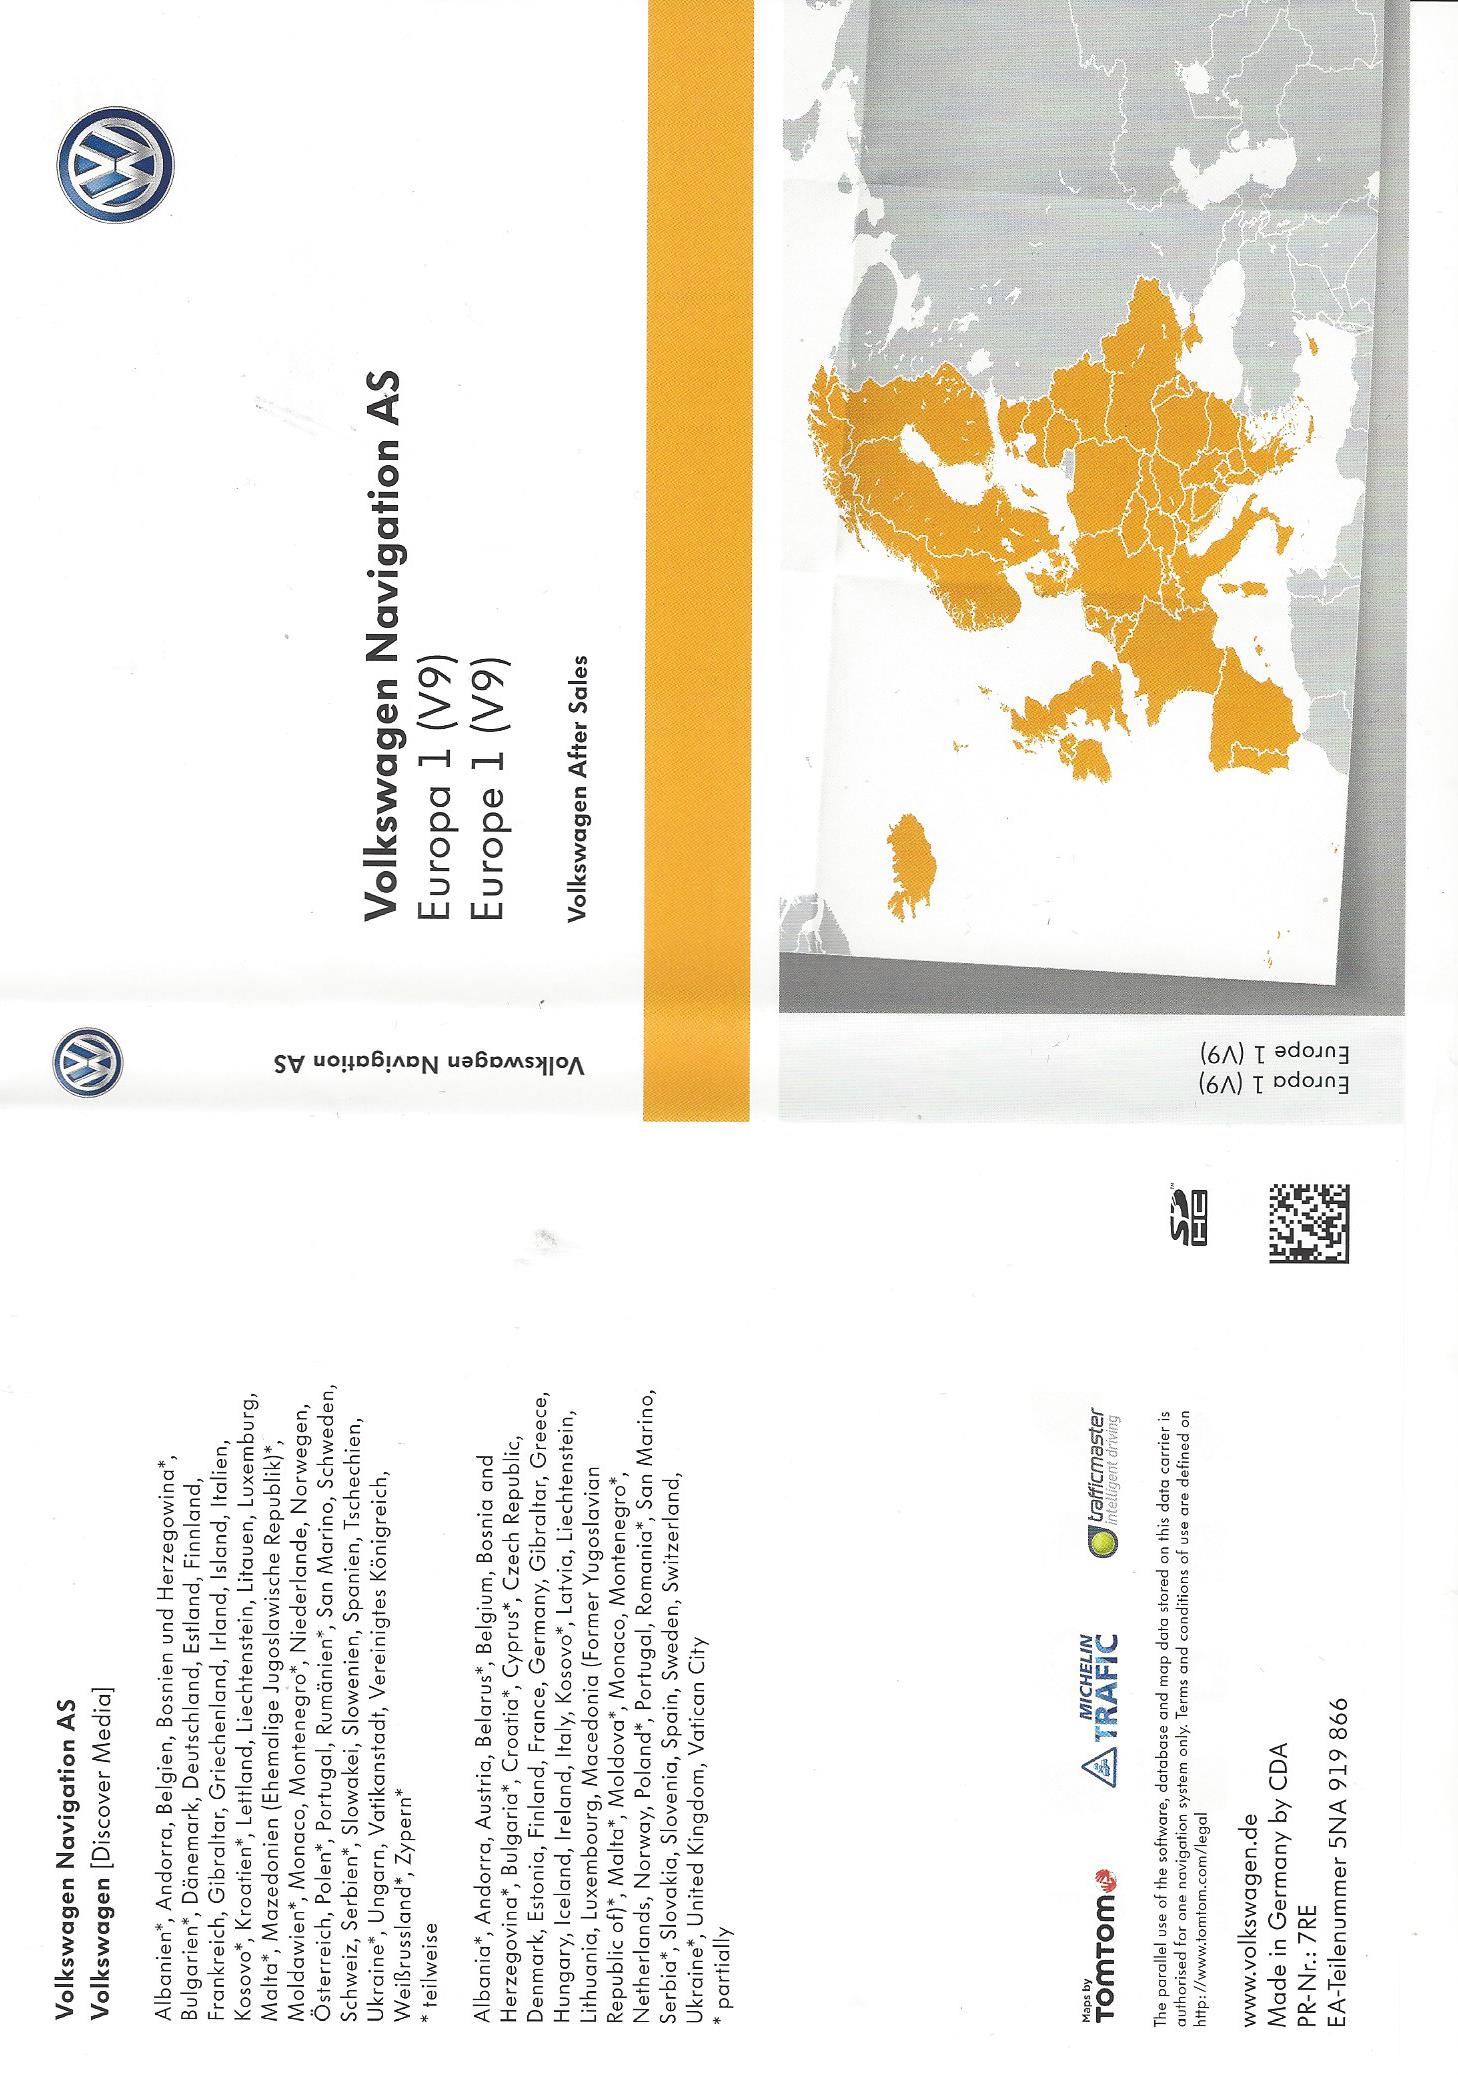 Volkswagen Navigation AS
Europa 1 (V9)
Europe 1 (V9)
Volkswagen After Sales
Volkswagen Navigation AS
Europa 1 (V9)
Europe 1 (V9)
Volkswagen Navigation AS
Volkswagen [Discover Media]
Albanien*, Andorra, Belgien, Bosnien und Herzegowina*,
Bulgarien*, Dänemark, Deutschland, Estland, Finnland,
Frankreich, Gibraltar, Griechenland, Irland, Island, Italien,
Kosovo*, Kroatien*, Lettland, Liechtenstein, Litauen, Luxemburg,
Malta*, Mazedonien (Ehemalige Jugoslawische Republik)*,
Moldawien*, Monaco, Montenegro*, Niederlande, Norwegen,
Österreich, Polen*, Portugal, Rumänien*, San Marino, Schweden,
Schweiz, Serbien*, Slowakei, Slowenien, Spanien, Tschechien,
Ukraine*, Ungarn, Vatikanstadt, Vereinigtes Königreich,
Weißrussland*, Zypern*
* teilweise
Albania*, Andorra, Austria, Belarus*, Belgium, Bosnia and
Herzegovina*, Bulgaria*, Croatia*, Cyprus*, Czech Republic,
Denmark, Estonia, Finland, France, Germany, Gibraltar, Greece,
Hungary, Iceland, Ireland, Italy, Kosovo*, Latvia, Liechtenstein,
Lithuania, Luxembourg, Macedonia (Former Yugoslavian
Republic of)*, Malta*, Moldova*, Monaco, Montenegro*,
Netherlands, Norway, Poland*, Portugal, Romania*, San Marino,
Serbia*, Slovakia, Slovenia, Spain, Sweden, Switzerland,
Ukraine*, United Kingdom, Vatican City
* partially
Maps by
TOMTOM
MICHELIN
TRAFIC
trafficmaster
intelligent driving
SD HC™
The parallel use of the software, database and map data stored on this data carrier is
authorised for one navigation system only. Terms and conditions of use are defined on
http://www.tomtom.com/legal
www.volkswagen.de
Made in Germany by CDA
PR-Nr.: 7RE
EA-Teilenummer 5NA 919 866